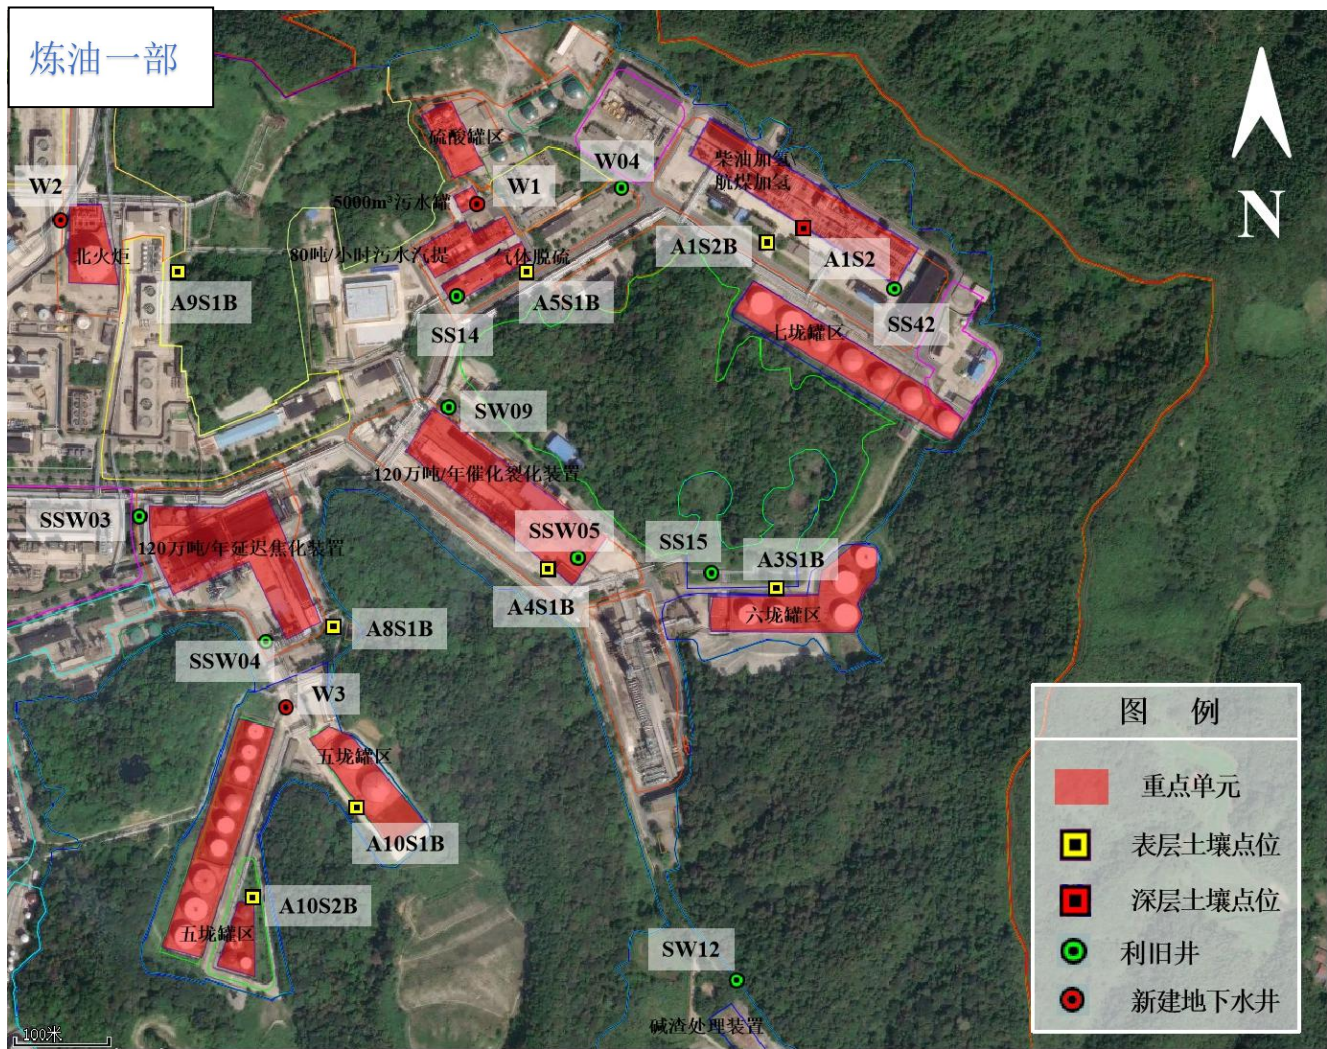 炼油一部
N
硫酸罐区
柴油加氢\
航煤加氢
W2
5000m³污水罐
W1
W04
北火炬
80吨/小时污水汽提
气体脱硫
A1S2B
A1S2
A9S1B
SS14
A5S1B
七垅罐区
SS42
SW09
120万吨/年催化裂化装置
SSW03
120万吨/年延迟焦化装置
SSW05
SS15
A3S1B
A4S1B
六垅罐区
A8S1B
SSW04
W3
五垅罐区
A10S1B
A10S2B
五垅罐区
SW12
碱渣处理装置
图 例
重点单元
表层土壤点位
深层土壤点位
利旧井
新建地下水井
100米